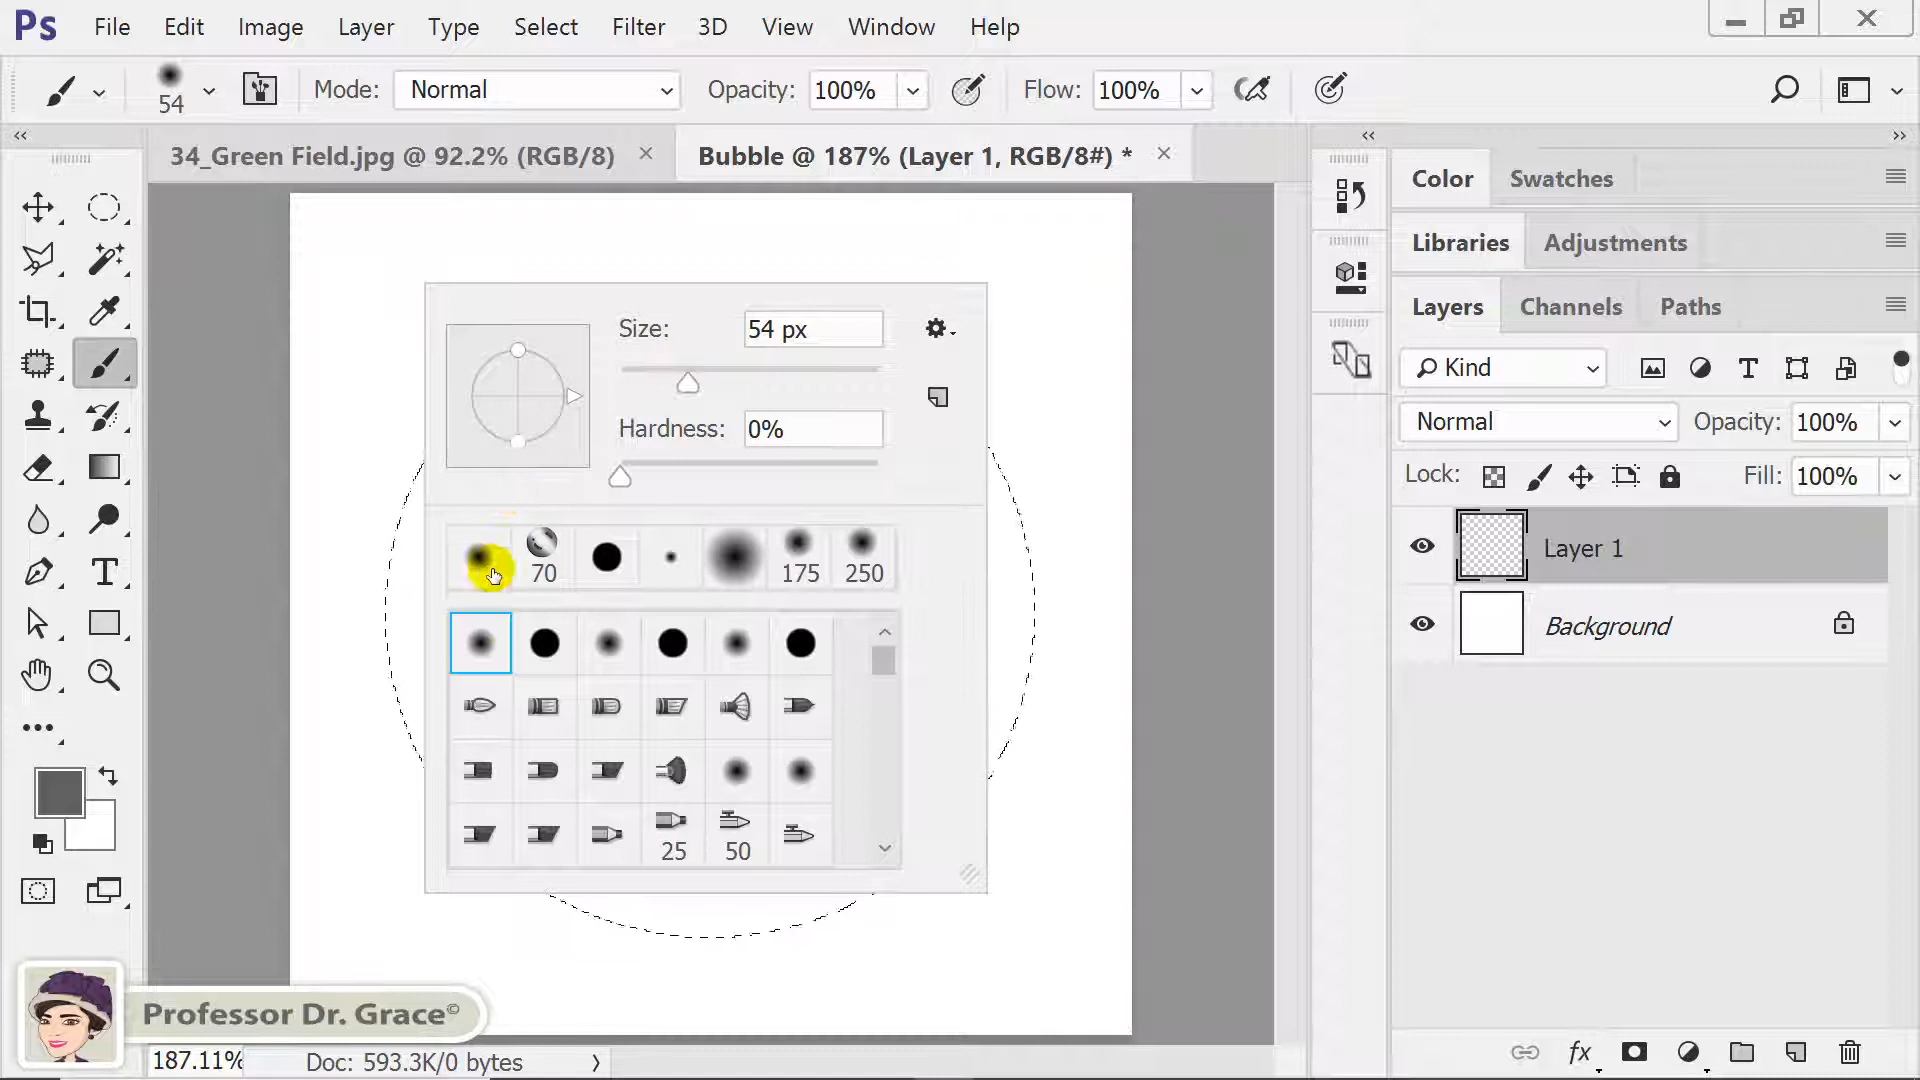 Ps File Edit Image Layer Type Select Filter 3D View Window Help
54 Mode: Normal Opacity: 100% Flow: 100%
34_Green Field.jpg @ 92.2% (RGB/8) × Bubble @ 187% (Layer 1, RGB/8#) * ×
Color Swatches
Libraries Adjustments
Layers Channels Paths
Kind
Normal Opacity: 100%
Lock: Fill: 100%
Layer 1
Background
Size: 54 px
Hardness: 0%
70 175 250
25 50
Professor Dr. Grace©
187.11% Doc: 593.3K/0 bytes
fx